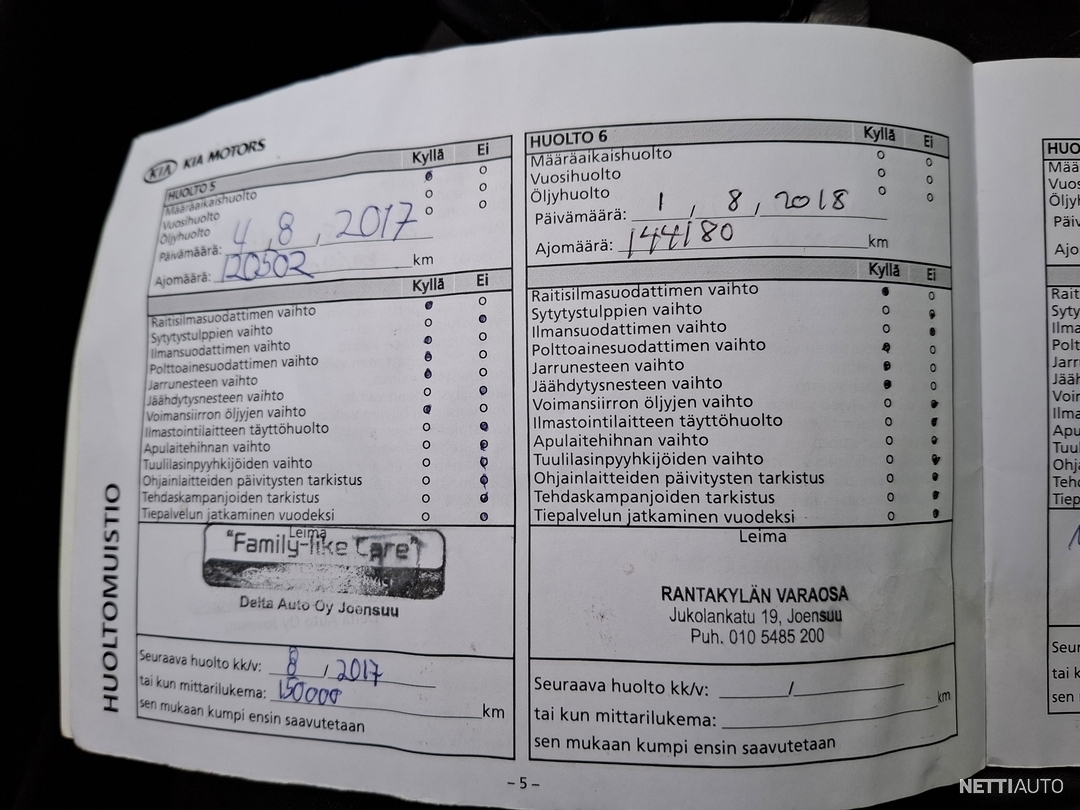 KIA KIA MOTORS
HUOLTO 5 Kyllä Ei
Määräaikaishuolto
Vuosihuolto
Öljyhuolto
Päivämäärä: 4 , 8 , 2017
Ajomäärä: 120502 km
Kyllä Ei
Raitisilmasuodattimen vaihto
Sytytystulppien vaihto
Ilmansuodattimen vaihto
Polttoainesuodattimen vaihto
Jarrunesteen vaihto
Jäähdytysnesteen vaihto
Voimansiirron öljyjen vaihto
Ilmastointilaitteen täyttöhuolto
Apulaitehihnan vaihto
Tuulilasinpyyhkijöiden vaihto
Ohjainlaitteiden päivitysten tarkistus
Tehdaskampanjoiden tarkistus
Tiepalvelun jatkaminen vuodeksi
Leima
"Family-like Care"
Delta Auto Oy Joensuu
Seuraava huolto kk/v: 8 , 2017
tai kun mittarilukema: 150000 km
sen mukaan kumpi ensin saavutetaan
HUOLTOMUISTIO
HUOLTO 6 Kyllä Ei
Määräaikaishuolto
Vuosihuolto
Öljyhuolto
Päivämäärä: 1 , 8 , 2018
Ajomäärä: 144180 km
Kyllä Ei
Raitisilmasuodattimen vaihto
Sytytystulppien vaihto
Ilmansuodattimen vaihto
Polttoainesuodattimen vaihto
Jarrunesteen vaihto
Jäähdytysnesteen vaihto
Voimansiirron öljyjen vaihto
Ilmastointilaitteen täyttöhuolto
Apulaitehihnan vaihto
Tuulilasinpyyhkijöiden vaihto
Ohjainlaitteiden päivitysten tarkistus
Tehdaskampanjoiden tarkistus
Tiepalvelun jatkaminen vuodeksi
Leima
RANTAKYLÄN VARAOSA
Jukolankatu 19, Joensuu
Puh. 010 5485 200
Seuraava huolto kk/v: /
tai kun mittarilukema: km
sen mukaan kumpi ensin saavutetaan
- 5 -
NETTIAUTO